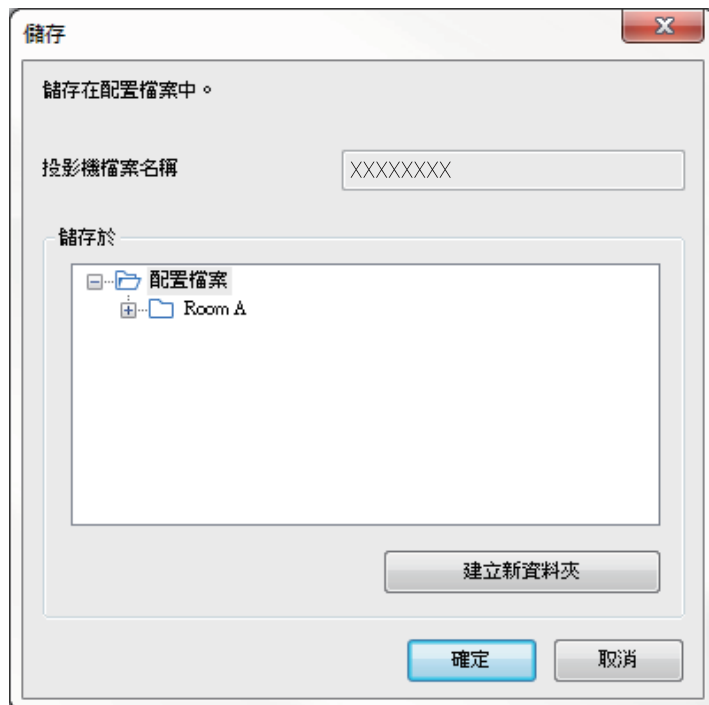 儲存
儲存在配置檔案中。
投影機檔案名稱
XXXXXXXX
儲存於
配置檔案
Room A
建立新資料夾
確定
取消